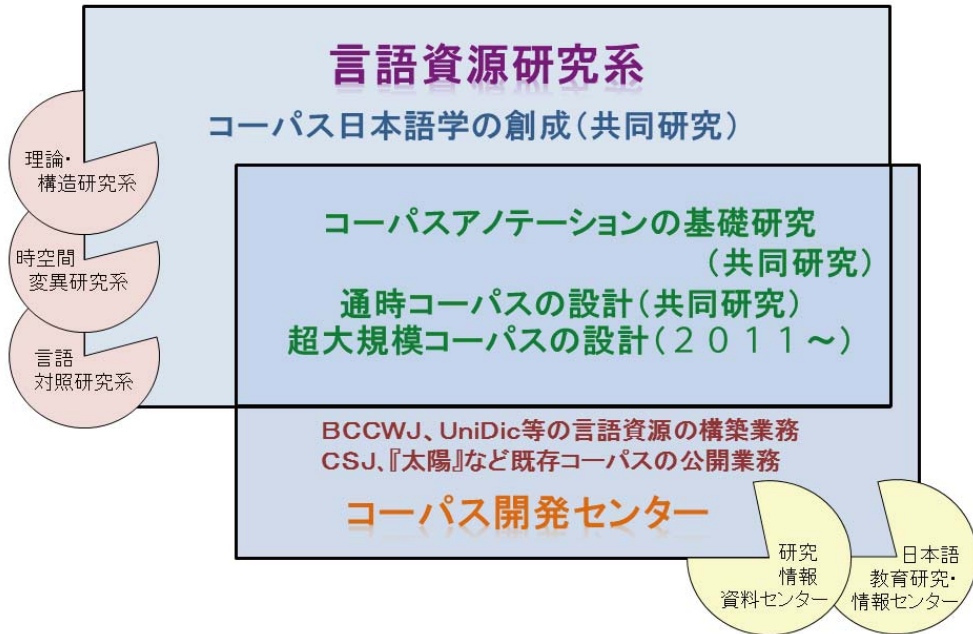 言語資源研究系
コーパス日本語学の創成(共同研究)
理論・
構造研究系
時空間
変異研究系
言語
対照研究系
コーパスアノテーションの基礎研究
(共同研究)
通時コーパスの設計(共同研究)
超大規模コーパスの設計(2011～)
BCCWJ、UniDic等の言語資源の構築業務
CSJ、『太陽』など既存コーパスの公開業務
コーパス開発センター
研究
情報
資料センター
日本語
教育研究・
情報センター